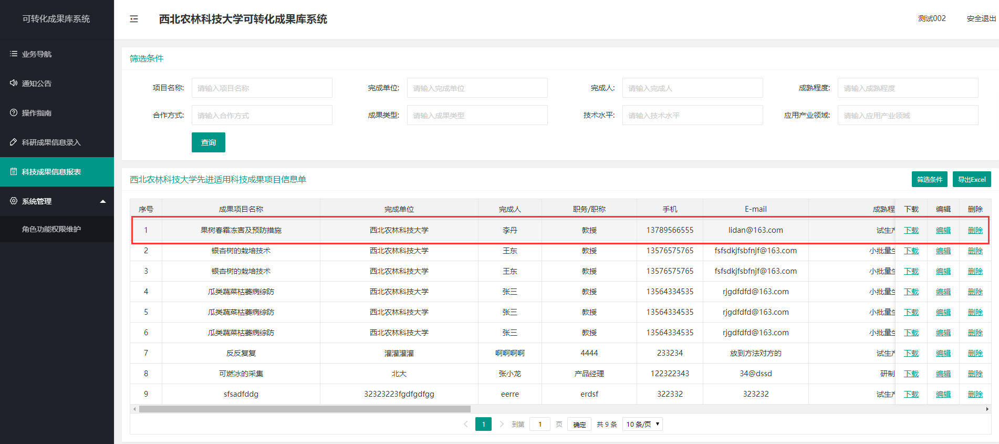 可转化成果库系统
西北农林科技大学可转化成果库系统
测试002
安全退出
业务导航
通知公告
操作指南
科研成果信息录入
科技成果信息报表
系统管理
角色功能权限维护
筛选条件
项目名称: 请输入项目名称 完成单位: 请输入完成单位 完成人: 请输入完成人 成熟程度: 请输入成熟程度
合作方式: 请输入合作方式 成果类型: 请输入成果类型 技术水平: 请输入技术水平 应用产业领域: 请输入应用产业领域
查询
西北农林科技大学先进适用科技成果项目信息单
筛选条件 导出Excel
序号 成果项目名称 完成单位 完成人 职务/职称 手机 E-mail 成熟程 下载 编辑 删除
1 果树春霜冻害及预防措施 西北农林科技大学 李丹 教授 13789566555 lidan@163.com 试生产 下载 编辑 删除
2 银杏树的栽培技术 西北农林科技大学 王东 教授 13576575765 fsfsdkjfsbfnjf@163.com 小批量生 下载 编辑 删除
3 银杏树的栽培技术 西北农林科技大学 王东 教授 13576575765 fsfsdkjfsbfnjf@163.com 小批量生 下载 编辑 删除
4 瓜类蔬菜枯萎病综防 西北农林科技大学 张三 教授 13564334535 rjgdfdfd@163.com 小批量生 下载 编辑 删除
5 瓜类蔬菜枯萎病综防 西北农林科技大学 张三 教授 13564334535 rjgdfdfd@163.com 小批量生 下载 编辑 删除
6 瓜类蔬菜枯萎病综防 西北农林科技大学 张三 教授 13564334535 rjgdfdfd@163.com 小批量生 下载 编辑 删除
7 反反复复 灌灌灌灌 啊啊啊啊 4444 233234 放到方法对方的 试生产 下载 编辑 删除
8 可燃冰的采集 北大 张小龙 产品经理 122322343 34@dssd 研制 下载 编辑 删除
9 sfsadfddg 32323223fgdfgdfgg eerre erdsf 322332 323232 试生产 下载 编辑 删除
1 到第 1 页 确定 共 9 条 10 条/页